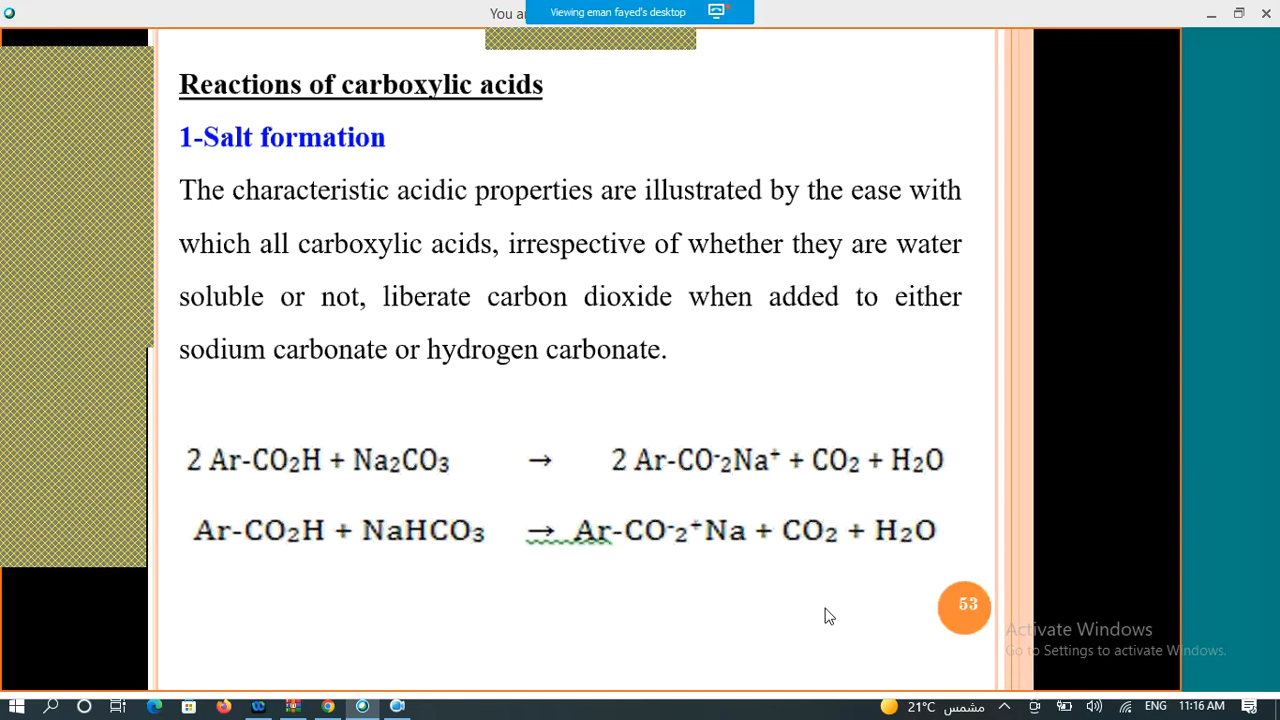 You ar
Viewing eman fayed's desktop
Reactions of carboxylic acids
1-Salt formation
The characteristic acidic properties are illustrated by the ease with
which all carboxylic acids, irrespective of whether they are water
soluble or not, liberate carbon dioxide when added to either
sodium carbonate or hydrogen carbonate.
2 Ar-CO₂H + Na₂CO₃ → 2 Ar-CO⁻₂Na⁺ + CO₂ + H₂O
Ar-CO₂H + NaHCO₃ → Ar-CO⁻₂⁺Na + CO₂ + H₂O
53
Activate Windows
Go to Settings to activate Windows.
21°C مشمس
ENG
11:16 AM